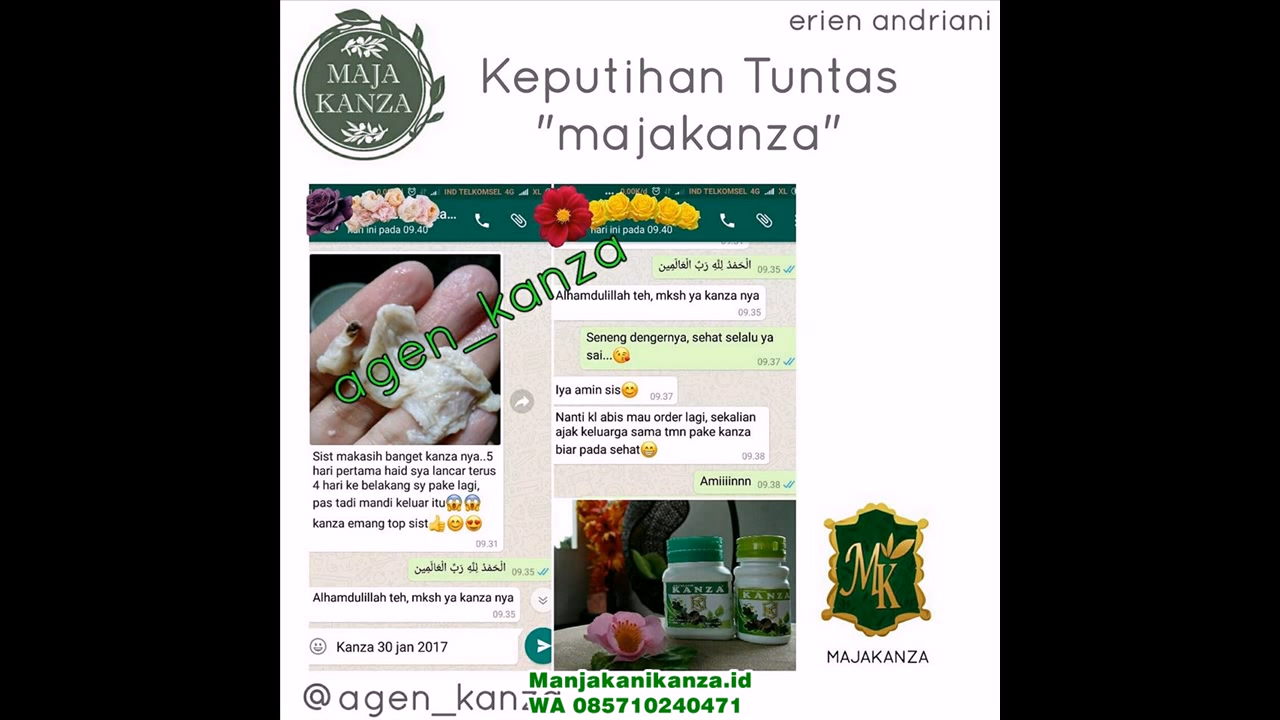 MAJA
KANZA
erien andriani
Keputihan Tuntas
"majakanza"
IND TELKOMSEL 4G XL
hari ini pada 09.40
Sist makasih banget kanza nya..5
hari pertama haid sya lancar terus
4 hari ke belakang sy pake lagi,
pas tadi mandi keluar itu😱😱
kanza emang top sist👍😊😍
09.31
الْحَمْدُ لِلَّهِ رَبِّ الْعَالَمِين
09.35
Alhamdulillah teh, mksh ya kanza nya
09.35
Kanza 30 jan 2017
0.00K/d IND TELKOMSEL 4G XL
hari ini pada 09.40
الْحَمْدُ لِلَّهِ رَبِّ الْعَالَمِين
09.35
Alhamdulillah teh, mksh ya kanza nya
09.35
Seneng dengernya, sehat selalu ya
sai...😘
09.37
Iya amin sis😊
09.37
Nanti kl abis mau order lagi, sekalian
ajak keluarga sama tmn pake kanza
biar pada sehat😁
09.38
Amiiiinnn
09.38
agen_kanza
KANZA
KANZA
MK
MAJAKANZA
@agen_kanza
Manjakanikanza.id
WA 085710240471